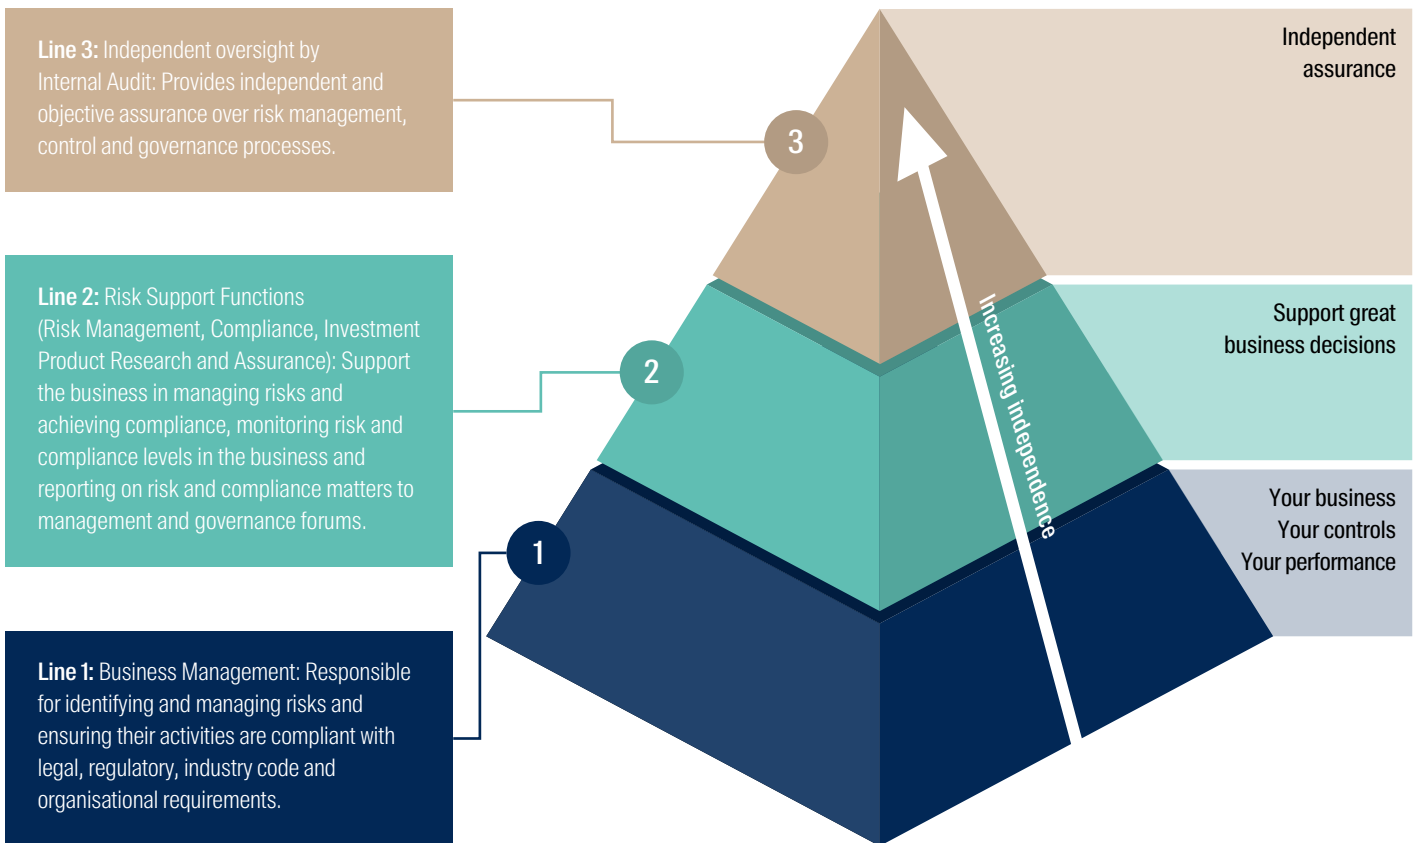 Line 3: Independent oversight by
Internal Audit: Provides independent and
objective assurance over risk management,
control and governance processes.
3
Independent
assurance
Line 2: Risk Support Functions
(Risk Management, Compliance, Investment
Product Research and Assurance): Support
the business in managing risks and
achieving compliance, monitoring risk and
compliance levels in the business and
reporting on risk and compliance matters to
management and governance forums.
2
Increasing independence
Support great
business decisions
1
Your business
Your controls
Your performance
Line 1: Business Management: Responsible
for identifying and managing risks and
ensuring their activities are compliant with
legal, regulatory, industry code and
organisational requirements.